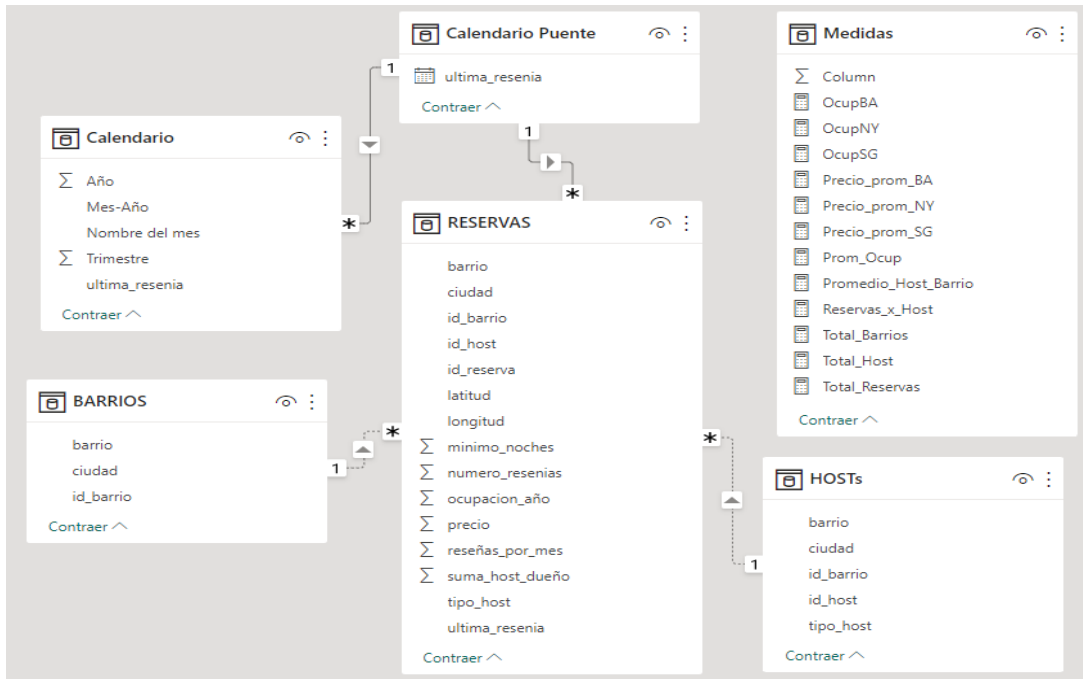 Calendario Puente
ultima_resenia
Contraer
Medidas
Column
OcupBA
OcupNY
OcupSG
Precio_prom_BA
Precio_prom_NY
Precio_prom_SG
Prom_Ocup
Promedio_Host_Barrio
Reservas_x_Host
Total_Barrios
Total_Host
Total_Reservas
Contraer
1
1
*
*
Calendario
Σ Año
Mes-Año
Nombre del mes
Σ Trimestre
ultima_resenia
Contraer
RESERVAS
barrio
ciudad
id_barrio
id_host
id_reserva
latitud
longitud
Σ minimo_noches
Σ numero_resenias
Σ ocupacion_año
Σ precio
Σ reseñas_por_mes
Σ suma_host_dueño
tipo_host
ultima_resenia
Contraer
BARRIOS
barrio
ciudad
id_barrio
Contraer
1
*
*
1
HOSTs
barrio
ciudad
id_barrio
id_host
tipo_host
Contraer